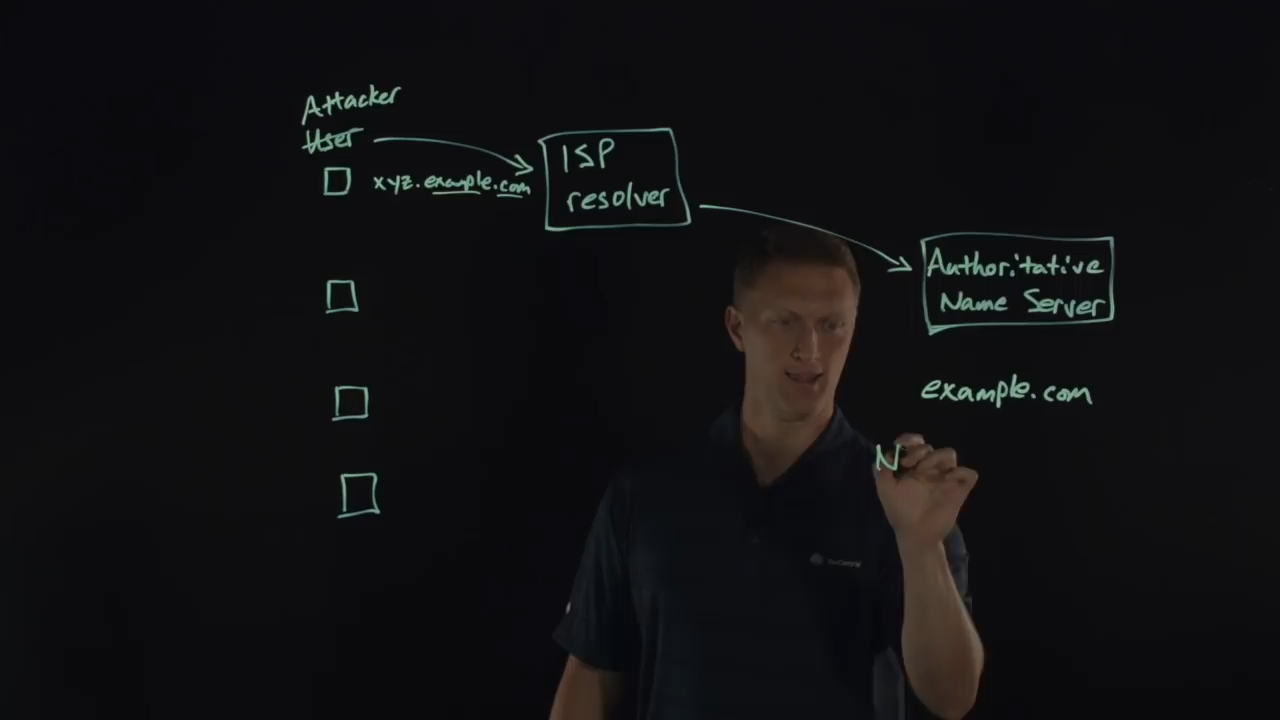 Attacker
User
xyz.example.com
ISP
resolver
Authoritative
Name Server
example.com
N